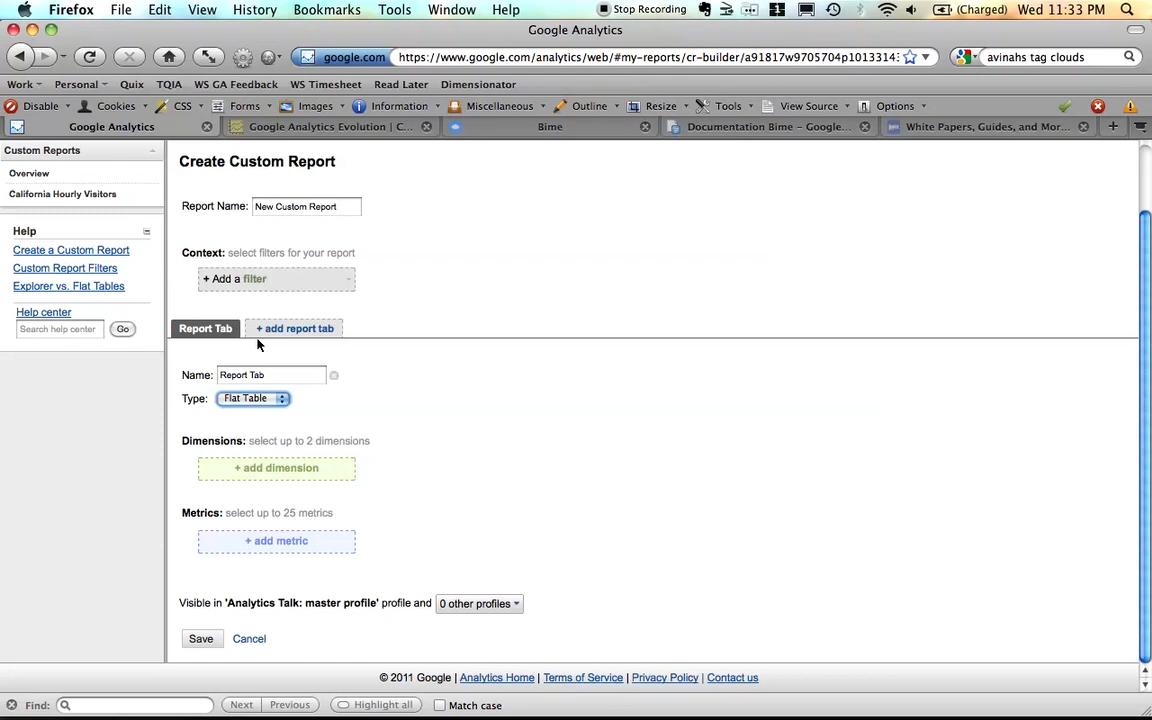 Firefox File Edit View History Bookmarks Tools Window Help Stop Recording (Charged) Wed 11:33 PM
Google Analytics
google.com https://www.google.com/analytics/web/#my-reports/cr-builder/a91817w9705704p1013314: avinahs tag clouds
Work Personal Quix TQIA WS GA Feedback WS Timesheet Read Later Dimensionator
Disable Cookies CSS Forms Images Information Miscellaneous Outline Resize Tools View Source Options
Google Analytics Google Analytics Evolution | C... Bime Documentation Bime – Google... White Papers, Guides, and Mor...
Custom Reports
Overview
California Hourly Visitors
Help
Create a Custom Report
Custom Report Filters
Explorer vs. Flat Tables
Help center
Search help center Go
Create Custom Report
Report Name: New Custom Report
Context: select filters for your report
+ Add a filter
Report Tab + add report tab
Name: Report Tab
Type: Flat Table
Dimensions: select up to 2 dimensions
+ add dimension
Metrics: select up to 25 metrics
+ add metric
Visible in 'Analytics Talk: master profile' profile and 0 other profiles
Save Cancel
© 2011 Google | Analytics Home | Terms of Service | Privacy Policy | Contact us
Find: Next Previous Highlight all Match case